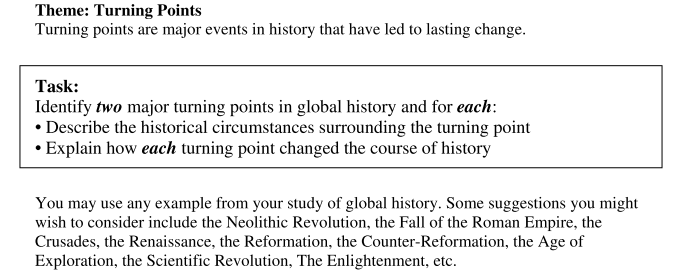 Theme: Turning Points
Turning points are major events in history that have led to lasting change.
Task:
Identify two major turning points in global history and for each:
• Describe the historical circumstances surrounding the turning point
• Explain how each turning point changed the course of history
You may use any example from your study of global history. Some suggestions you might
wish to consider include the Neolithic Revolution, the Fall of the Roman Empire, the
Crusades, the Renaissance, the Reformation, the Counter-Reformation, the Age of
Exploration, the Scientific Revolution, The Enlightenment, etc.